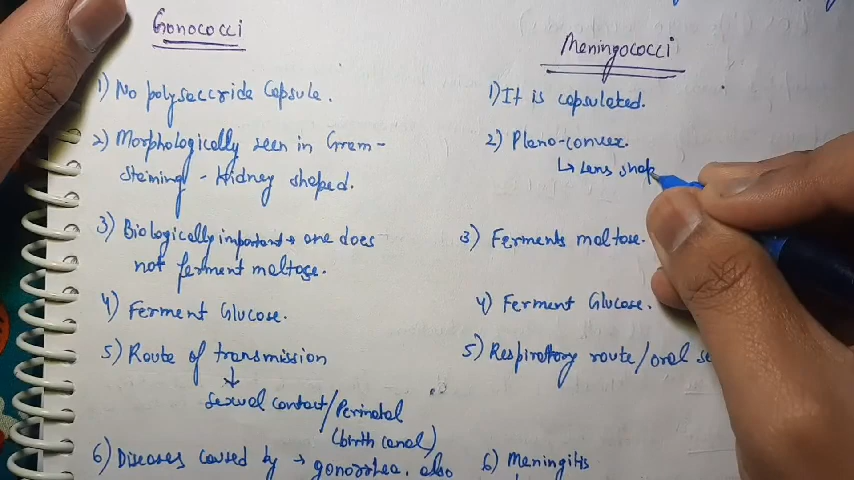 Gonococci
1) No polysaccride Capsule.
2) Morphologically seen in Gram-
staining - Kidney shaped.
3) Biologically important → one does
not ferment maltose.
4) Ferment Glucose.
5) Route of transmission
↓
sexual contact/Perinatal
(birth canal)
6) Diseases caused by → gonorrhea. also
Meningococci
1) It is capsulated.
2) Plano-convex.
↳ Lens shap
3) Ferments maltose.
4) Ferment Glucose.
5) Respiratory route/oral se
6) Meningitis